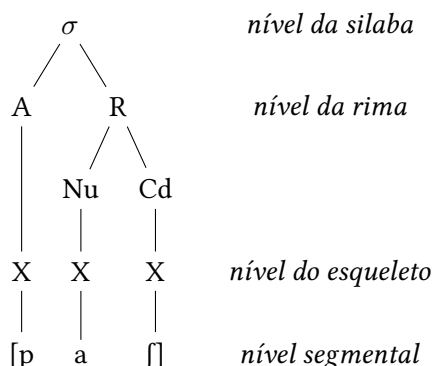 σ nível da silaba
A R nível da rima
Nu Cd
X X X nível do esqueleto
[p a ʃ] nível segmental